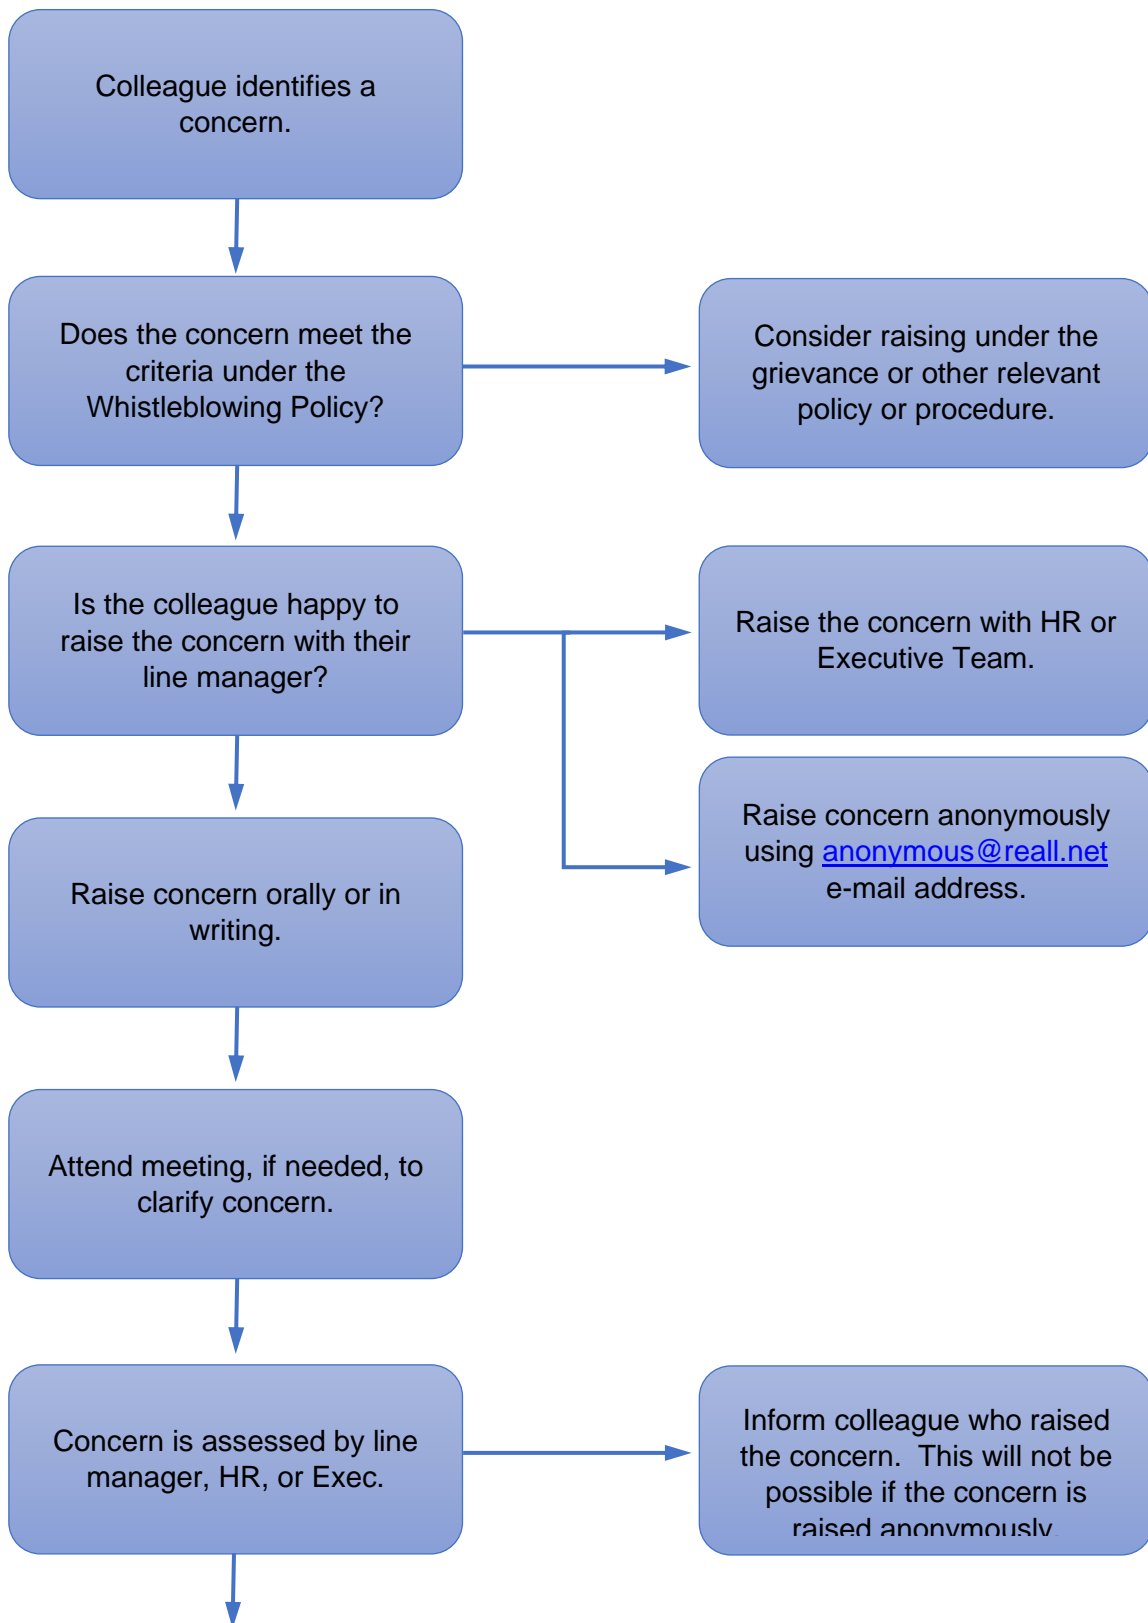 Colleague identifies a
concern.
Does the concern meet the
criteria under the
Whistleblowing Policy?
Consider raising under the
grievance or other relevant
policy or procedure.
Is the colleague happy to
raise the concern with their
line manager?
Raise the concern with HR or
Executive Team.
Raise concern anonymously
using anonymous@reall.net
e-mail address.
Raise concern orally or in
writing.
Attend meeting, if needed, to
clarify concern.
Concern is assessed by line
manager, HR, or Exec.
Inform colleague who raised
the concern.  This will not be
possible if the concern is
raised anonymously.